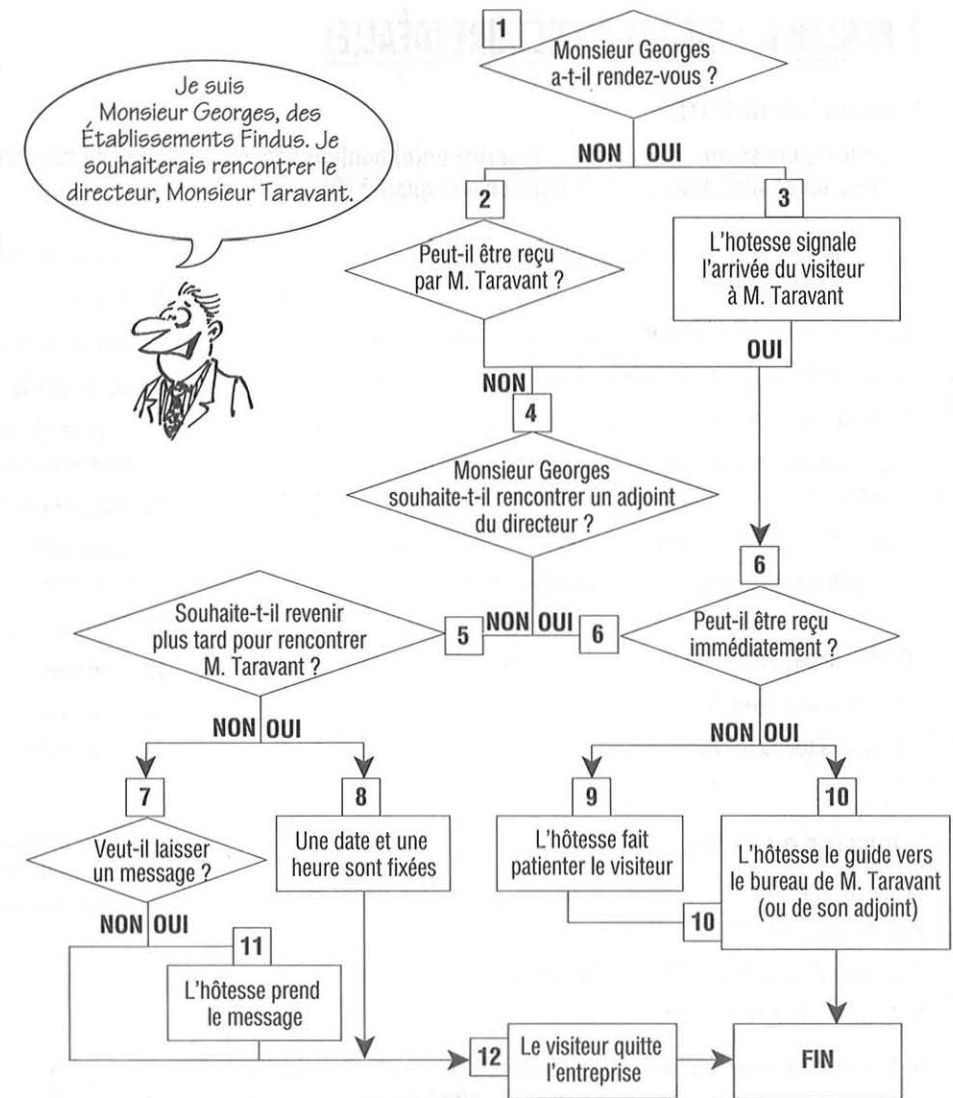 1
Monsieur Georges
a-t-il rendez-vous ?
Je suis
Monsieur Georges, des
Établissements Findus. Je
souhaiterais rencontrer le
directeur, Monsieur Taravant.
NON OUI
2
Peut-il être reçu
par M. Taravant ?
3
L'hotesse signale
l'arrivée du visiteur
à M. Taravant
OUI
NON
4
Monsieur Georges
souhaite-t-il rencontrer un adjoint
du directeur ?
6
Peut-il être reçu
immédiatement ?
Souhaite-t-il revenir
plus tard pour rencontrer
M. Taravant ?
5
NON OUI
6
NON OUI
NON OUI
7
Veut-il laisser
un message ?
8
Une date et une
heure sont fixées
9
L'hôtesse fait
patienter le visiteur
10
L'hôtesse le guide vers
le bureau de M. Taravant
(ou de son adjoint)
10
NON OUI
11
L'hôtesse prend
le message
12
Le visiteur quitte
l'entreprise
FIN